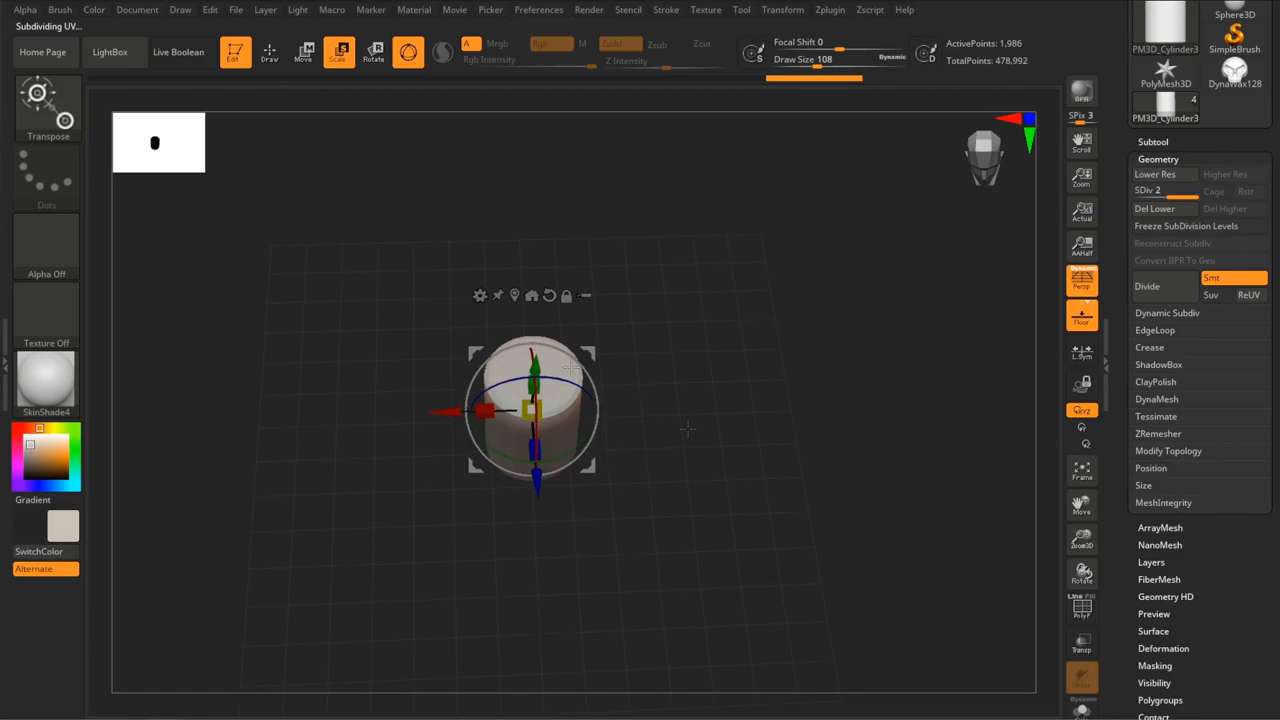 Alpha Brush Color Document Draw Edit File Layer Light Macro Marker Material Movie Picker Preferences Render Stencil Stroke Texture Tool Transform Zplugin Zscript Help
Subdividing UV...
Home Page LightBox Live Boolean Edit Draw Move Scale Rotate A Mrgb Rgb M Zadd Zsub Zcut
Rgb Intensity Z Intensity
Focal Shift 0
Draw Size 108 Dynamic
S D
ActivePoints: 1,986
TotalPoints: 478,992
Transpose
Dots
Alpha Off
Texture Off
SkinShade4
Gradient
SwitchColor
Alternate
BPR
SPix 3
Scroll
Zoom
Actual
AAHalf
Dynamic
Persp
Floor
L.Sym
XYZ
Frame
Move
Zoom3D
Rotate
Line Fill
PolyF
Transp
Dynamic
Sphere3D
PM3D_Cylinder3 SimpleBrush
PolyMesh3D DynaWax128
4
PM3D_Cylinder3
Subtool
Geometry
Lower Res Higher Res
SDiv 2 Cage Rstr
Del Lower Del Higher
Freeze SubDivision Levels
Reconstruct Subdiv
Convert BPR To Geo
Divide Smt
Suv ReUV
Dynamic Subdiv
EdgeLoop
Crease
ShadowBox
ClayPolish
DynaMesh
Tessimate
ZRemesher
Modify Topology
Position
Size
MeshIntegrity
ArrayMesh
NanoMesh
Layers
FiberMesh
Geometry HD
Preview
Surface
Deformation
Masking
Visibility
Polygroups
Contact